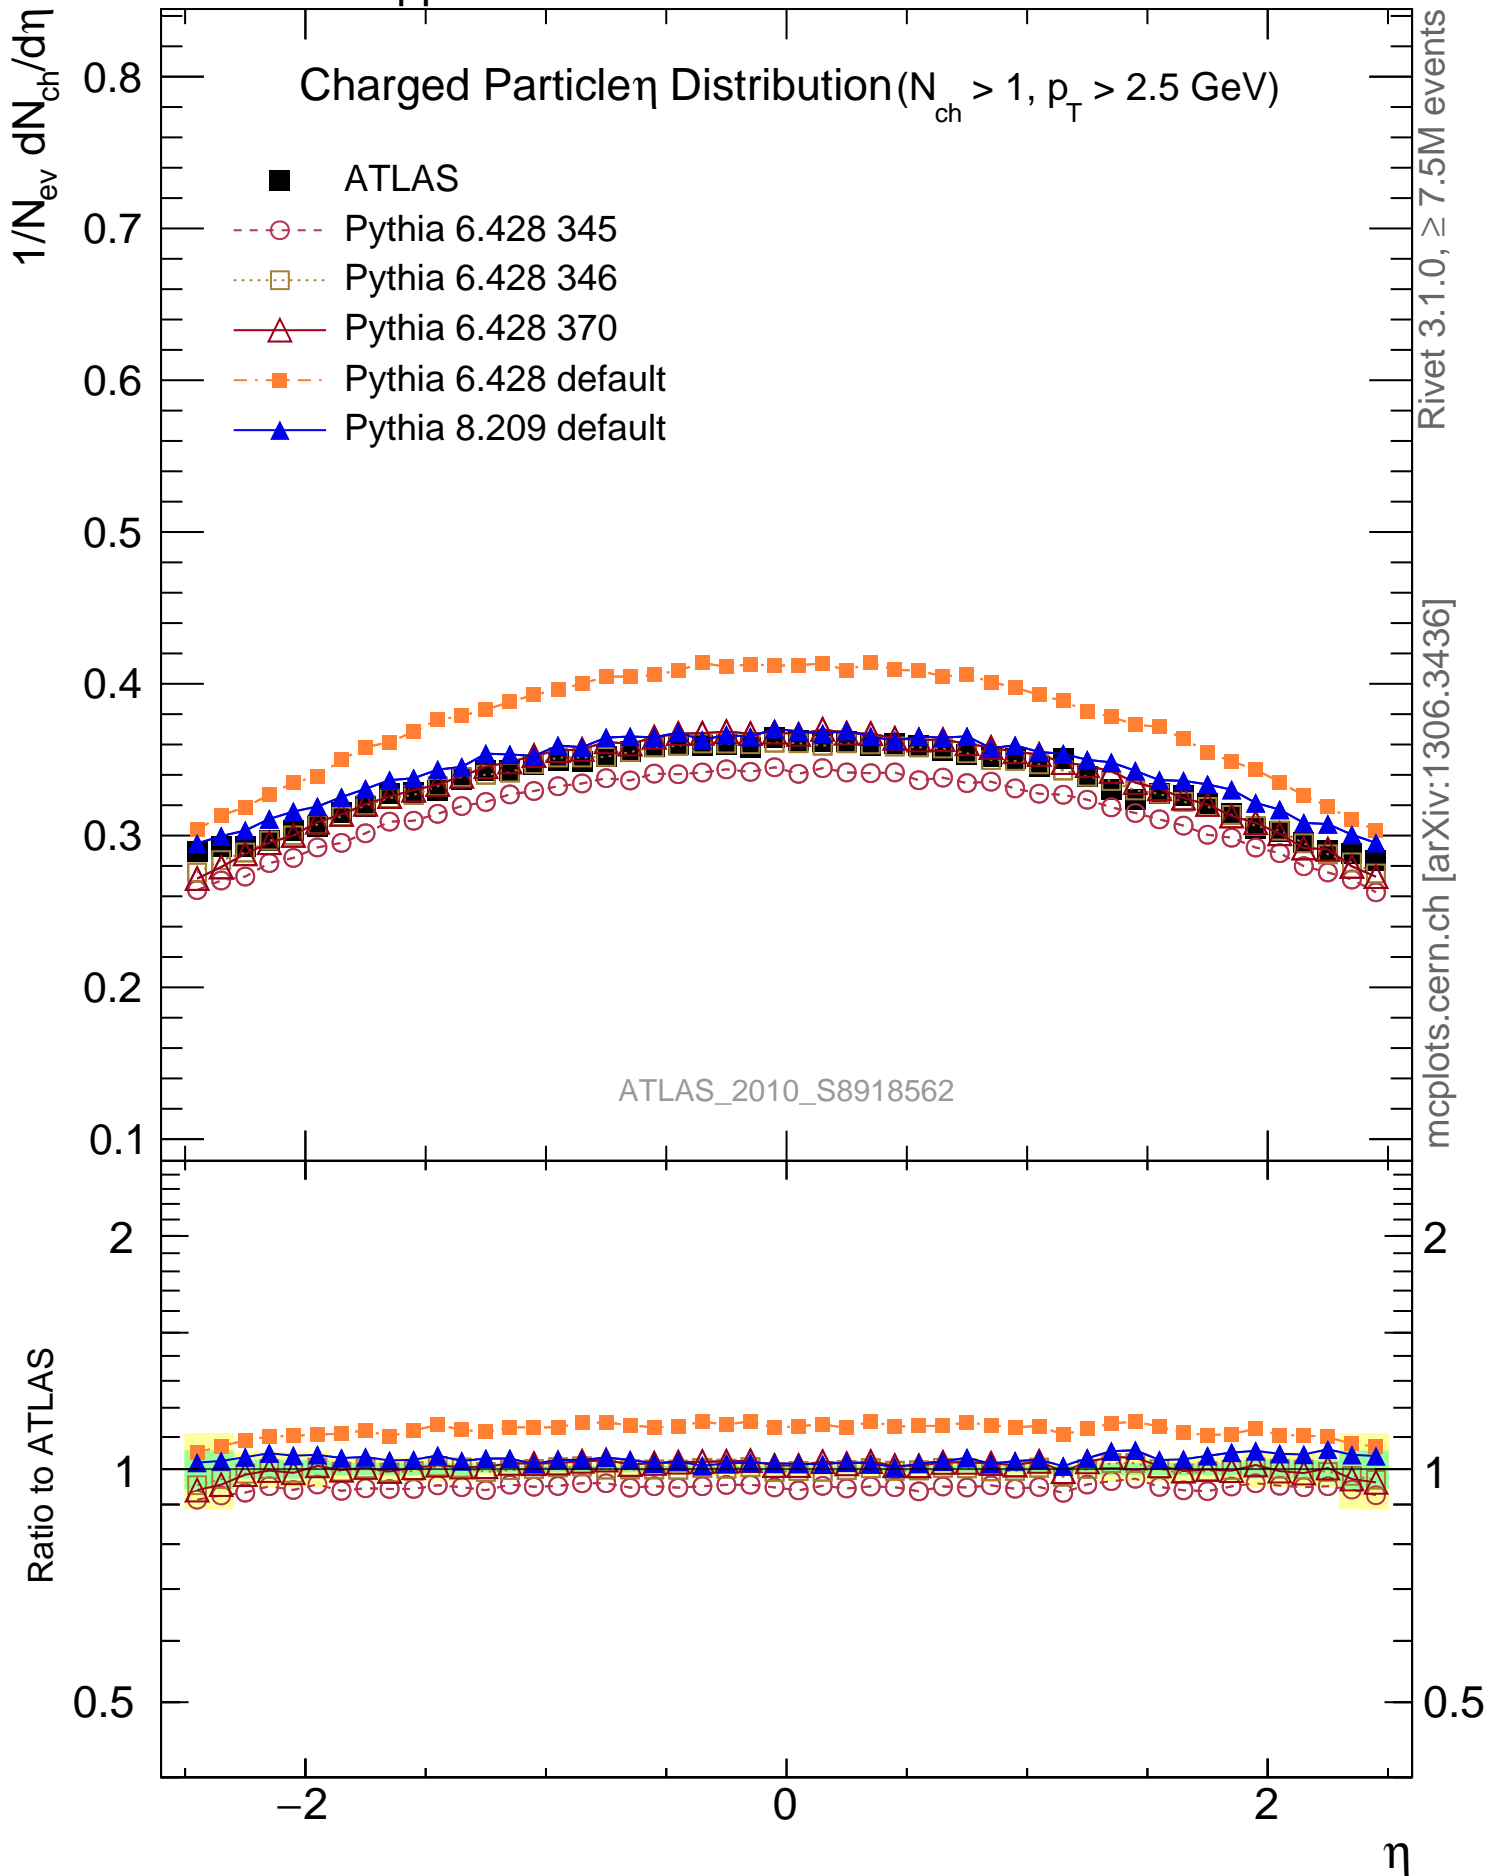 pp
1/N_ev dN_ch/dη
Charged Particleη Distribution (N_ch > 1, p_T > 2.5 GeV)
ATLAS
Pythia 6.428 345
Pythia 6.428 346
Pythia 6.428 370
Pythia 6.428 default
Pythia 8.209 default
0.8
0.7
0.6
0.5
0.4
0.3
0.2
0.1
ATLAS_2010_S8918562
Rivet 3.1.0, ≥ 7.5M events
mcplots.cern.ch [arXiv:1306.3436]
Ratio to ATLAS
2
1
0.5
2
1
0.5
−2
0
2
η